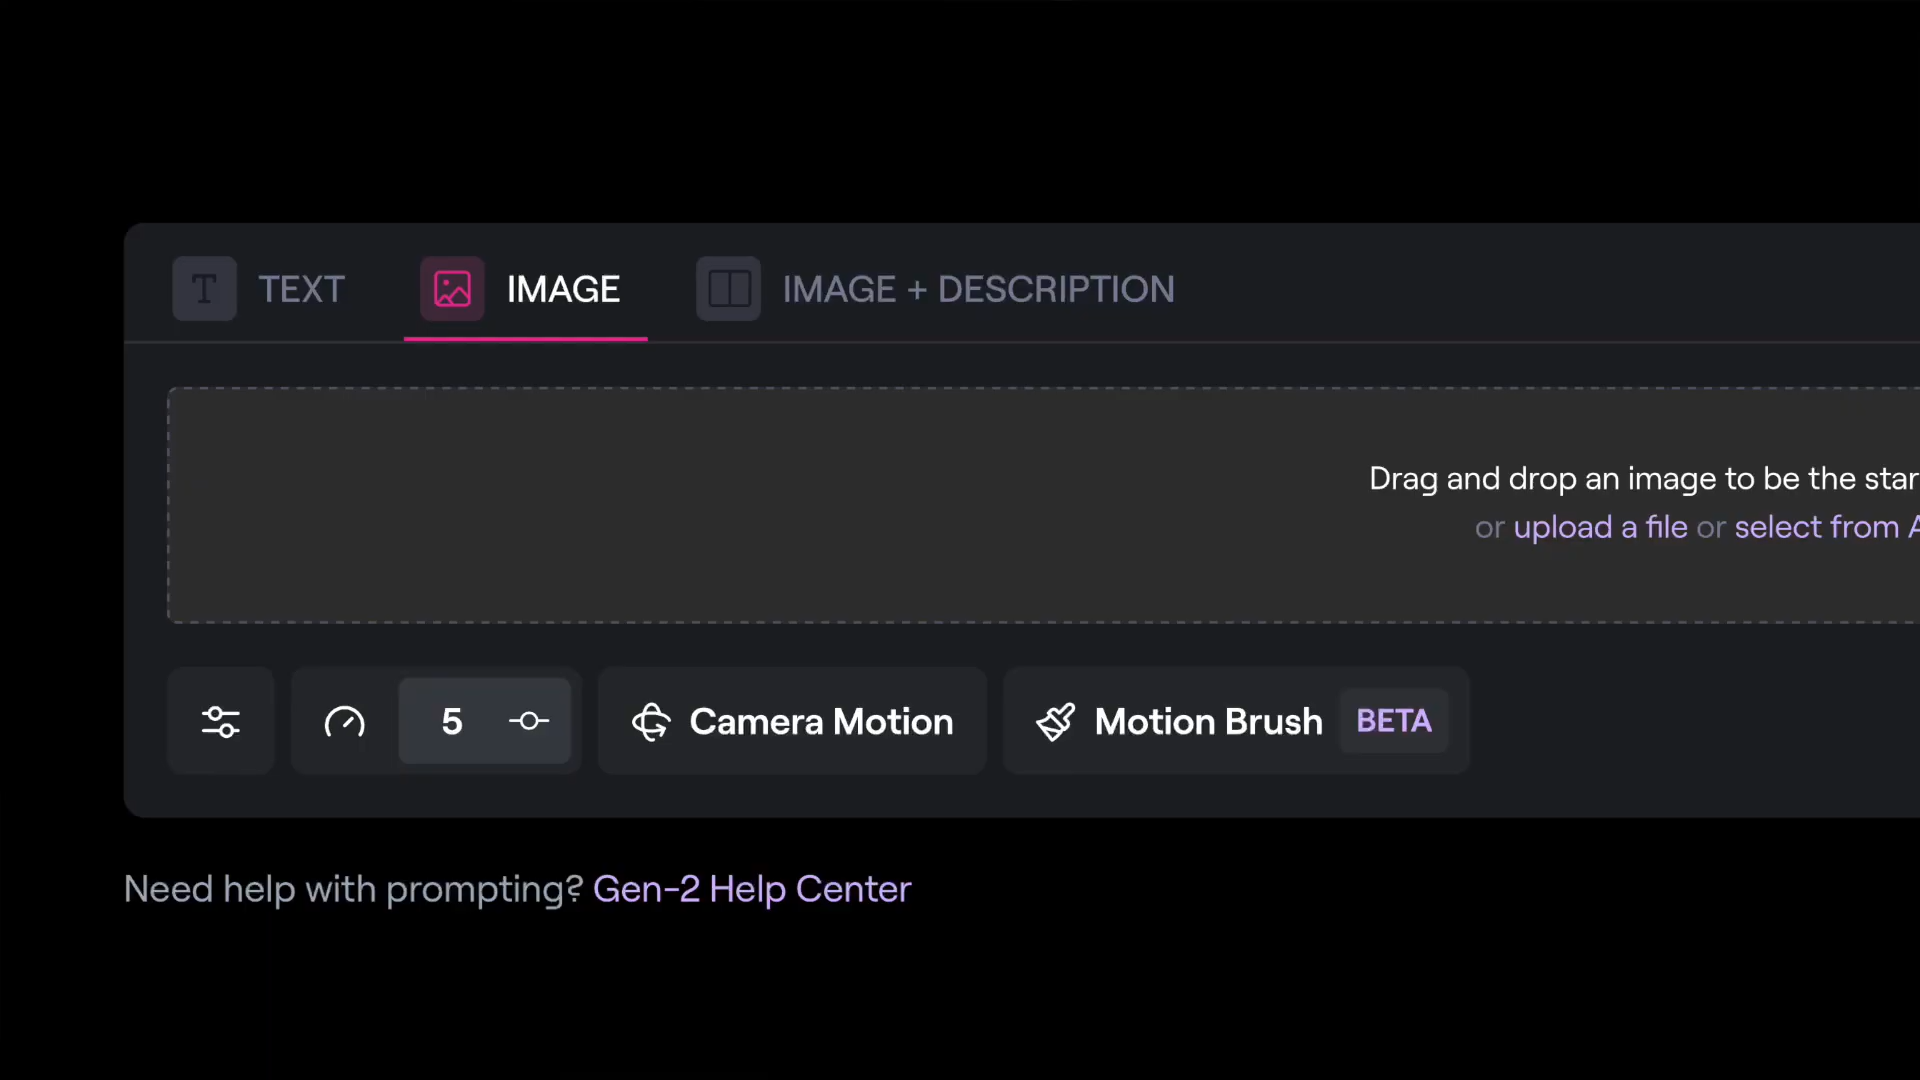 TEXT IMAGE IMAGE + DESCRIPTION
Drag and drop an image to be the
or upload a file or select from
5 Camera Motion Motion Brush BETA
Need help with prompting? Gen-2 Help Center